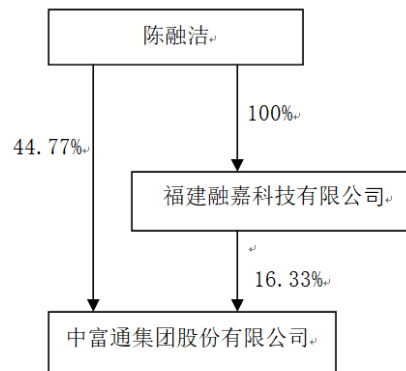 陈融洁
100%
44.77%
福建融嘉科技有限公司
16.33%
中富通集团股份有限公司